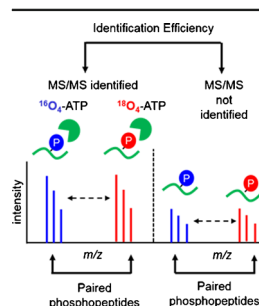 Identification Efficiency
MS/MS identified
MS/MS
not
identified
¹⁶O₄-ATP
¹⁸O₄-ATP
P
P
P
P
intensity
m/z
m/z
Paired
phosphopeptides
Paired
phosphopeptides